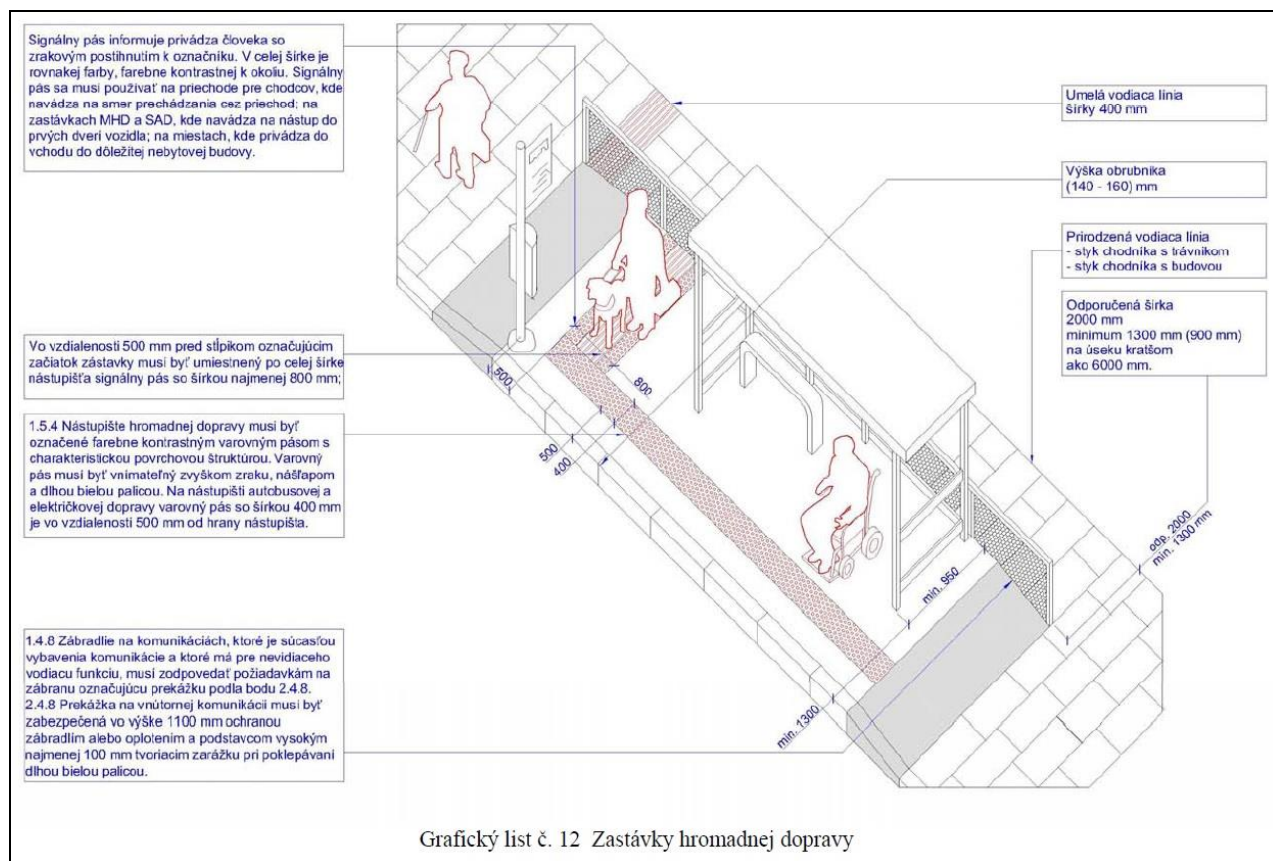 Signálny pás informuje privádza človeka so
zrakovým postihnutím k označníku. V celej šírke je
rovnakej farby, farebne kontrastnej k okoliu. Signálny
pás sa musí používať na priechode pre chodcov, kde
navádza na smer prechádzania cez priechod; na
zastávkach MHD a SAD, kde navádza na nástup do
prvých dverí vozidla; na miestach, kde privádza do
vchodu do dôležitej nebytovej budovy.
Umelá vodiaca línia
šírky 400 mm
Výška obrubníka
(140 - 160) mm
Prirodzená vodiaca línia
- styk chodníka s trávnikom
- styk chodníka s budovou
Odporučená šírka
2000 mm
minimum 1300 mm (900 mm)
na úseku kratšom
ako 6000 mm.
Vo vzdialenosti 500 mm pred stĺpikom označujúcim
začiatok zástavky musí byť umiestnený po celej šírke
nástupišťa signálny pás so šírkou najmenej 800 mm;
1.5.4 Nástupište hromadnej dopravy musí byť
označené farebne kontrastným varovným pásom s
charakteristickou povrchovou štruktúrou. Varovný
pás musí byť vnímateľný zvyškom zraku, nášľapom
a dlhou bielou palicou. Na nástupišti autobusovej a
električkovej dopravy varovný pás so šírkou 400 mm
je vo vzdialenosti 500 mm od hrany nástupišťa.
1.4.8 Zábradlie na komunikáciách, ktoré je súcasťou
vybavenia komunikácie a ktoré má pre nevidiaceho
vodiacu funkciu, musí zodpovedať požiadavkám na
zábranu označujúcu prekážku podla bodu 2.4.8.
2.4.8 Prekážka na vnútornej komunikácii musí byť
zabezpečená vo výške 1100 mm ochranou
zábradlím alebo oplotením a podstavcom vysokým
najmenej 100 mm tvoriacim zarážku pri poklepávaní
dlhou bielou palicou.
500
800
500
400
min. 950
min. 1300
odp. 2000
min. 1300 mm
Grafický list č. 12 Zastávky hromadnej dopravy